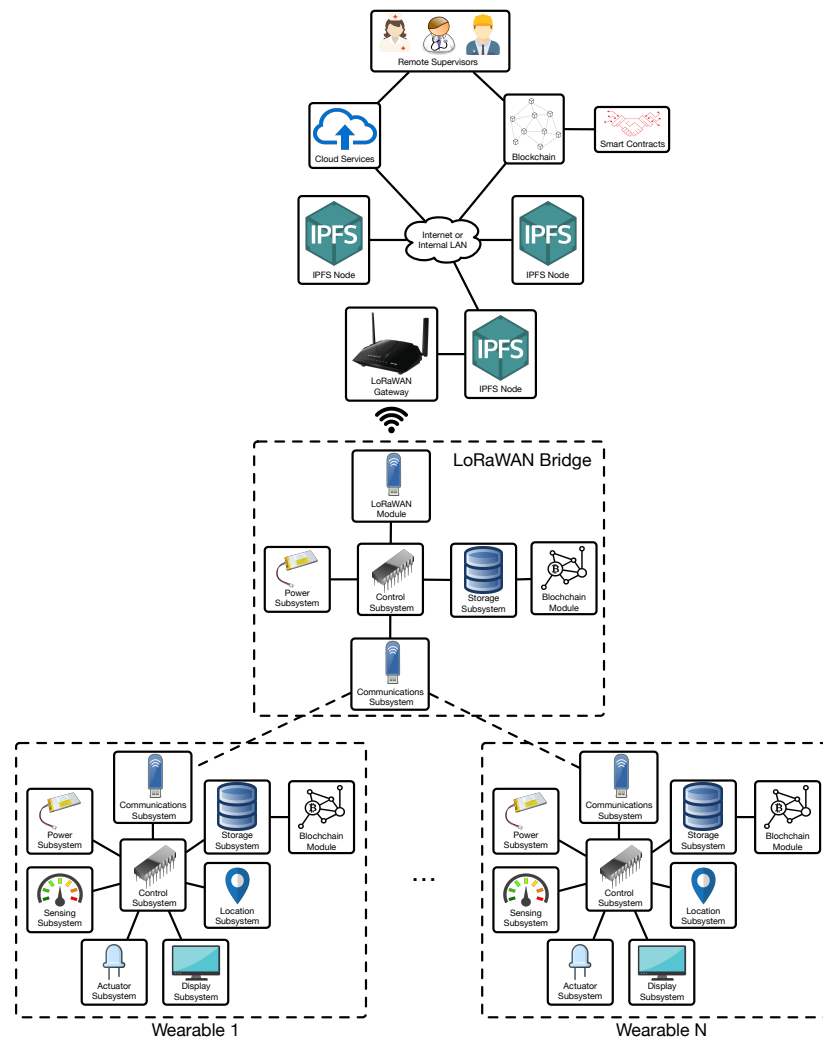 Remote Supervisors
Cloud Services
Blockchain
Smart Contracts
Internet or
Internal LAN
IPFS
IPFS Node
IPFS
IPFS Node
LoRaWAN
Gateway
IPFS
IPFS Node
LoRaWAN Bridge
LoRaWAN
Module
Power
Subsystem
Control
Subsystem
Storage
Subsystem
Blochchain
Module
Communications
Subsystem
Communications
Subsystem
Power
Subsystem
Storage
Subsystem
Blochchain
Module
Control
Subsystem
Sensing
Subsystem
Location
Subsystem
Actuator
Subsystem
Display
Subsystem
Wearable 1
...
Communications
Subsystem
Power
Subsystem
Storage
Subsystem
Blochchain
Module
Control
Subsystem
Sensing
Subsystem
Location
Subsystem
Actuator
Subsystem
Display
Subsystem
Wearable N